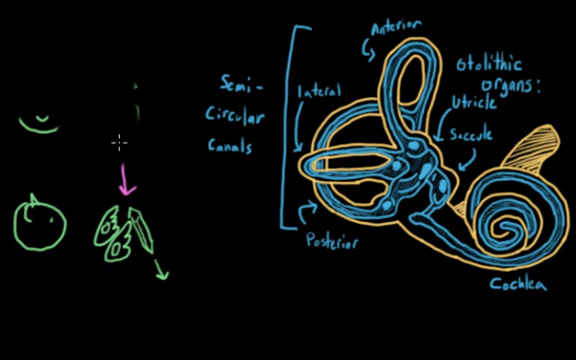 Anterior
Semi-
Circular
Canals
lateral
Posterior
Otolithic
organs:
Utricle
Saccule
Cochlea